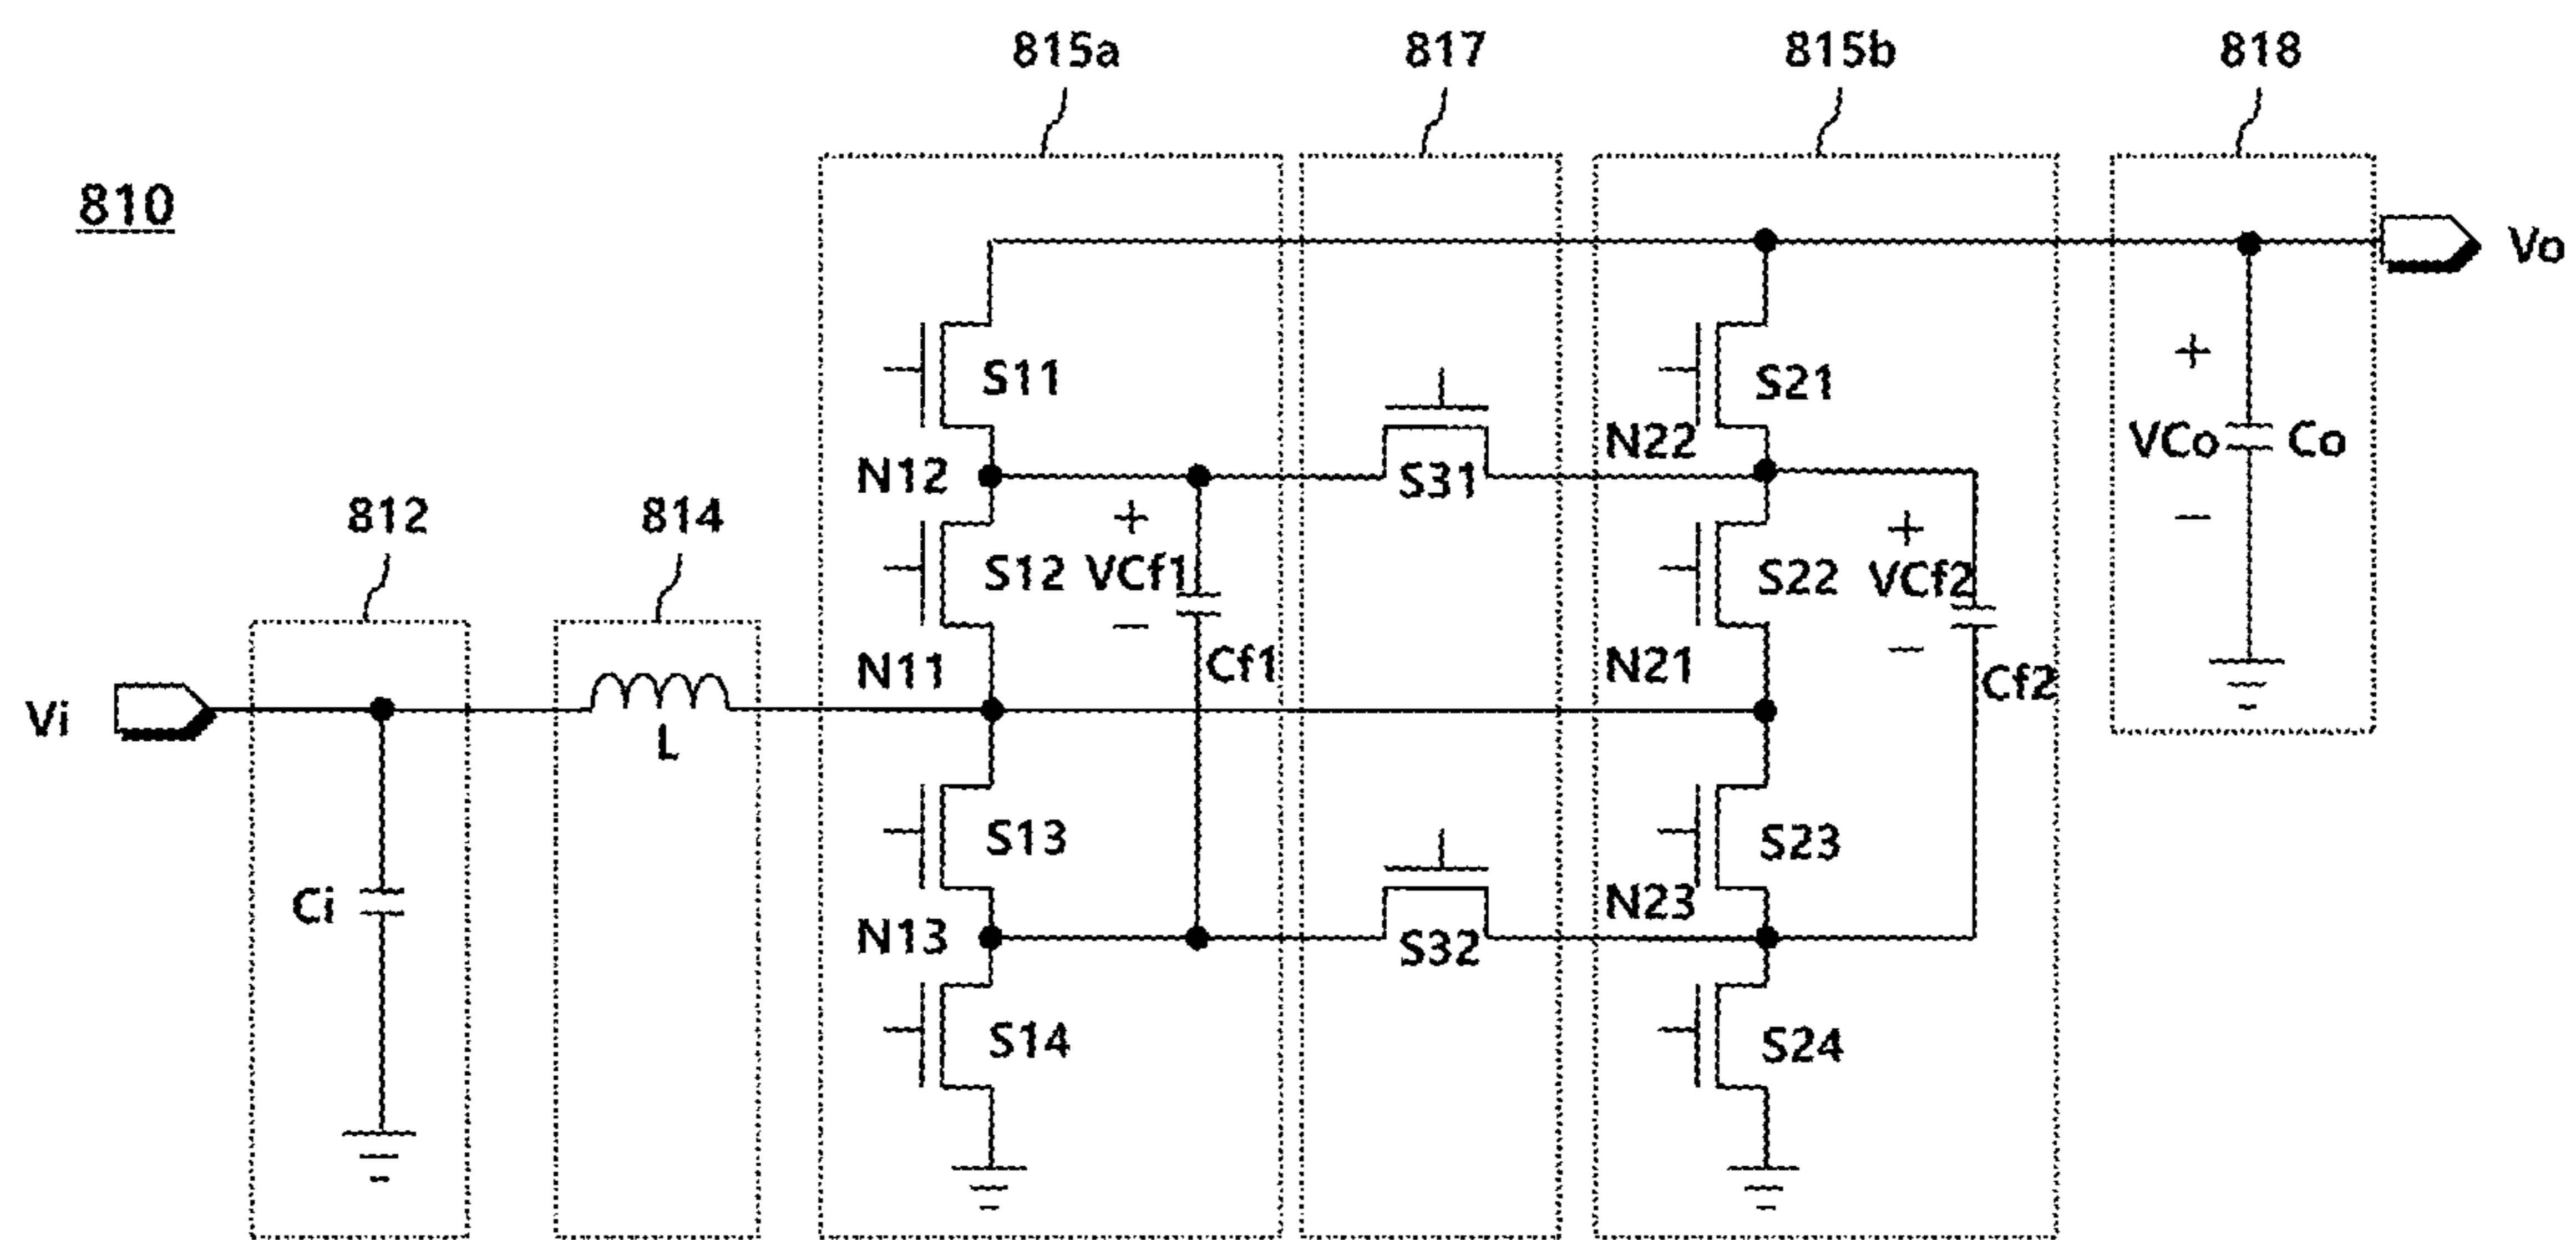 815a 817 815b 818
810
Vo
S11 S21
N22
VCo Co
N12 S31
+ + +
812 814
S12 VCf1 S22 VCf2
− − −
N11 Cf1 N21 Cf2
Vi L
S13 S23
Ci N13 S32 N23
S14 S24